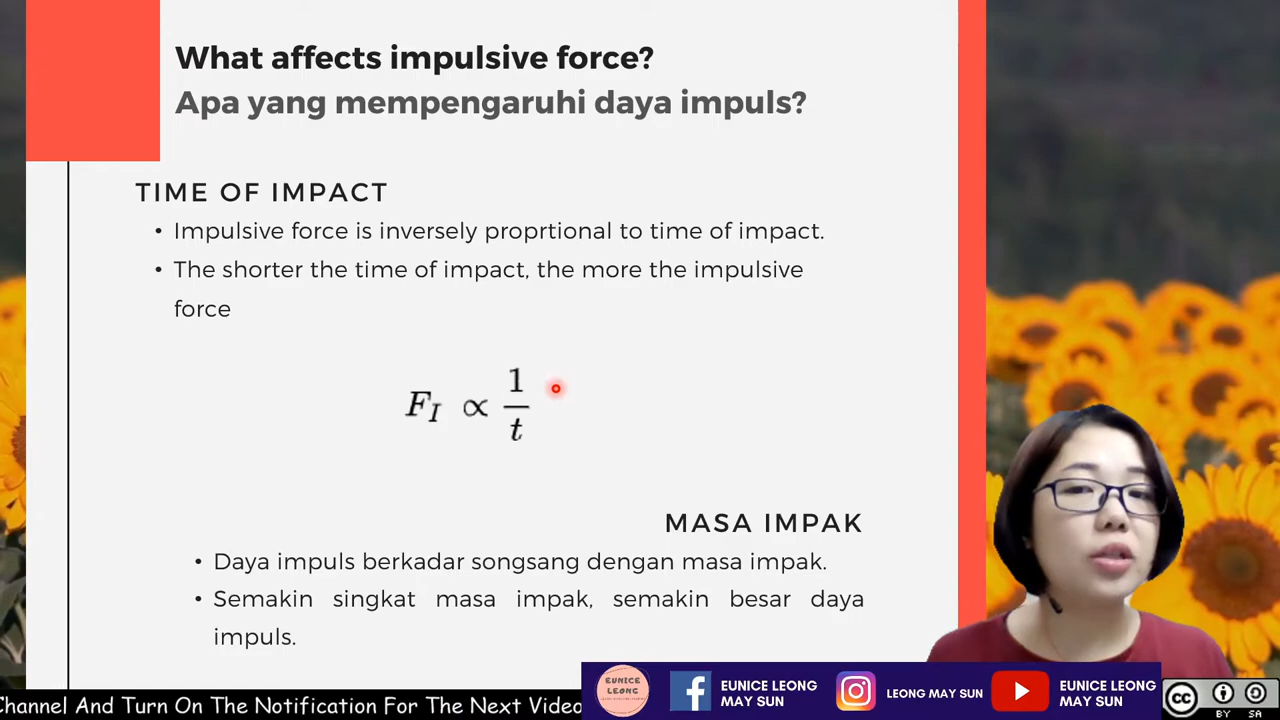 What affects impulsive force?
Apa yang mempengaruhi daya impuls?
TIME OF IMPACT
• Impulsive force is inversely proprtional to time of impact.
• The shorter the time of impact, the more the impulsive
force
F_I ∝ 1/t
MASA IMPAK
• Daya impuls berkadar songsang dengan masa impak.
• Semakin singkat masa impak, semakin besar daya
impuls.
Channel And Turn On The Notification For The Next Video
EUNICE
LEONG
EUNICE LEONG
MAY SUN
LEONG MAY SUN
EUNICE LEONG
MAY SUN
CC
BY SA